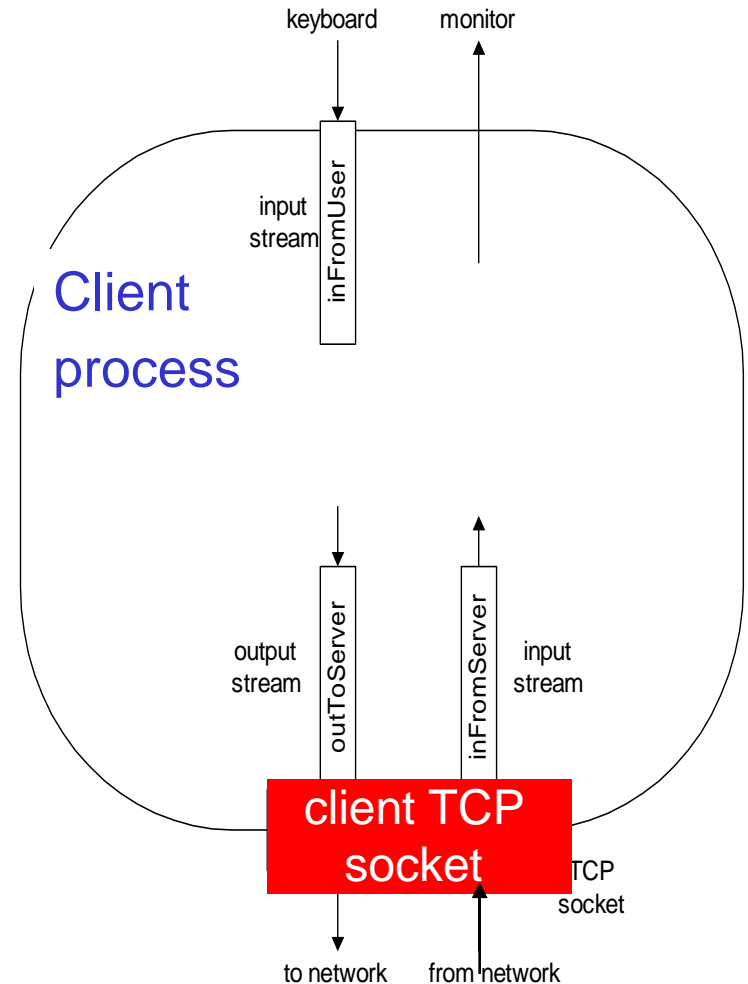 keyboard
monitor
input
stream
inFromUser
Client
process
output
stream
outToServer
inFromServer
input
stream
client TCP
socket
TCP
socket
to network
from network